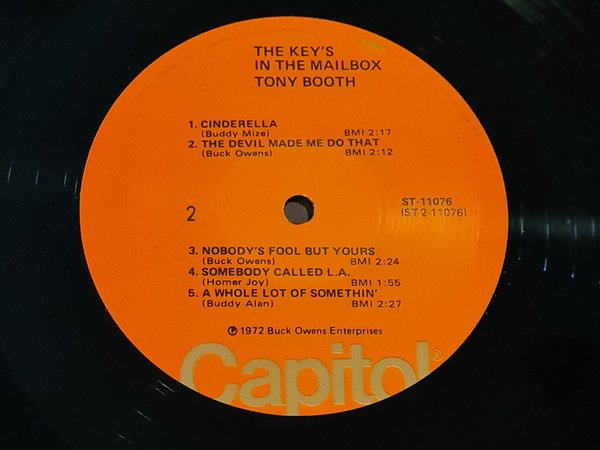 THE KEY'S
IN THE MAILBOX
TONY BOOTH
1. CINDERELLA
(Buddy Mize) BMI 2:17
2. THE DEVIL MADE ME DO THAT
(Buck Owens) BMI 2:12
2
ST-11076
(ST 2-11076)
3. NOBODY'S FOOL BUT YOURS
(Buck Owens) BMI 2:24
4. SOMEBODY CALLED L.A.
(Homer Joy) BMI 1:55
5. A WHOLE LOT OF SOMETHIN'
(Buddy Alan) BMI 2:27
℗ 1972 Buck Owens Enterprises
Capitol®